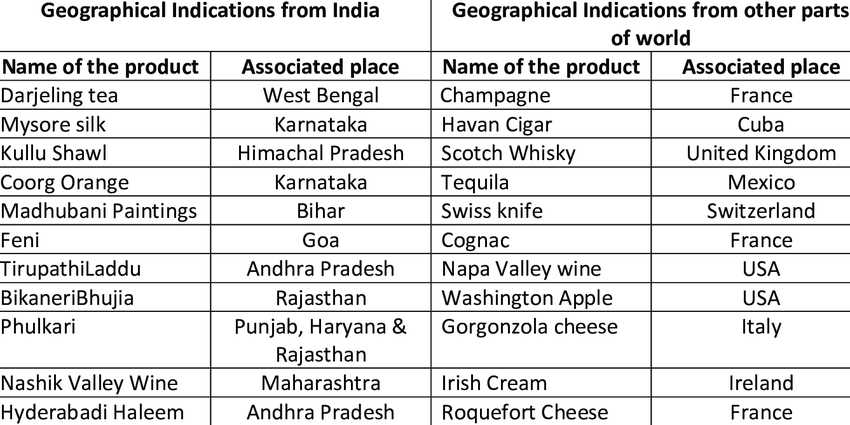 Geographical Indications from India Geographical Indications from other parts
of world
Name of the product Associated place Name of the product Associated place
Darjeling tea West Bengal Champagne France
Mysore silk Karnataka Havan Cigar Cuba
Kullu Shawl Himachal Pradesh Scotch Whisky United Kingdom
Coorg Orange Karnataka Tequila Mexico
Madhubani Paintings Bihar Swiss knife Switzerland
Feni Goa Cognac France
TirupathiLaddu Andhra Pradesh Napa Valley wine USA
BikaneriBhujia Rajasthan Washington Apple USA
Phulkari Punjab, Haryana & Gorgonzola cheese Italy
Rajasthan
Nashik Valley Wine Maharashtra Irish Cream Ireland
Hyderabadi Haleem Andhra Pradesh Roquefort Cheese France